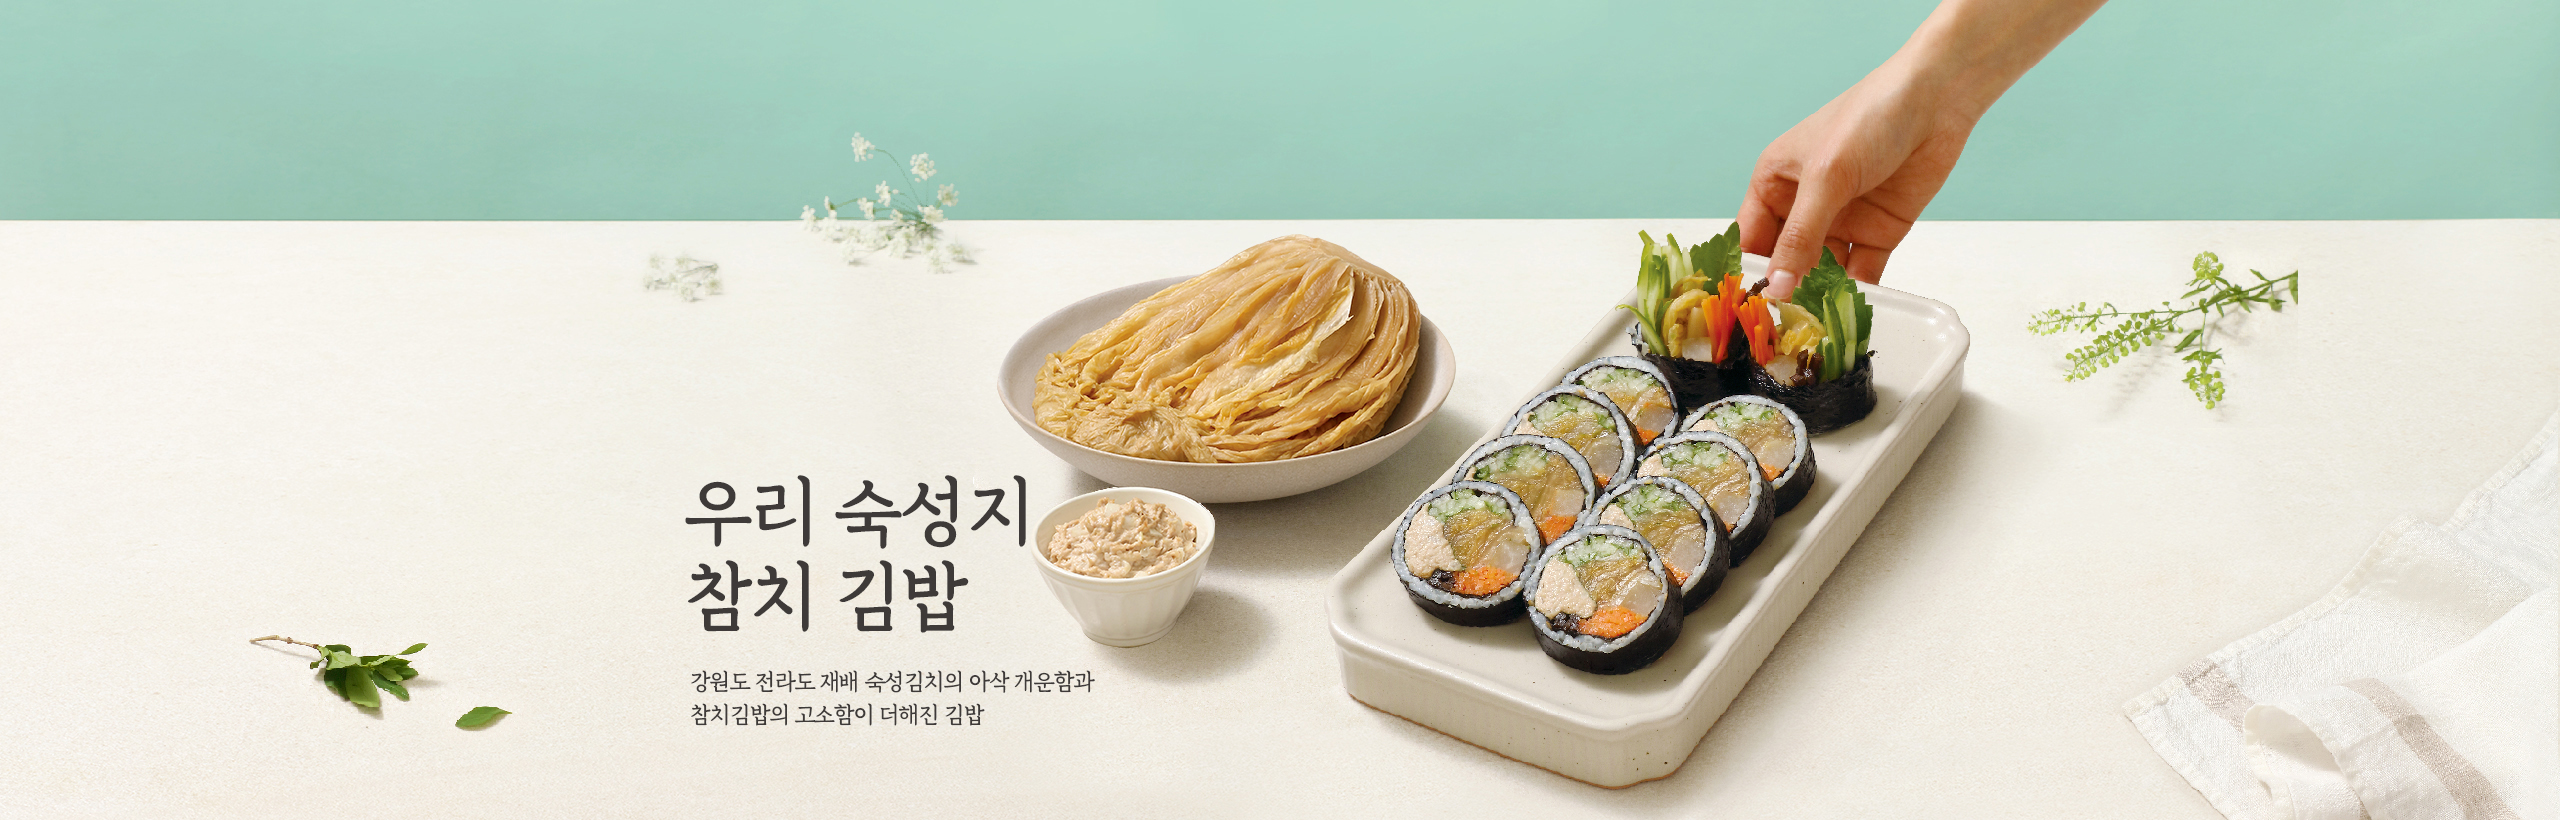 우리 숙성지
참치 김밥
강원도 전라도 재배 숙성김치의 아삭 개운함과
참치김밥의 고소함이 더해진 김밥